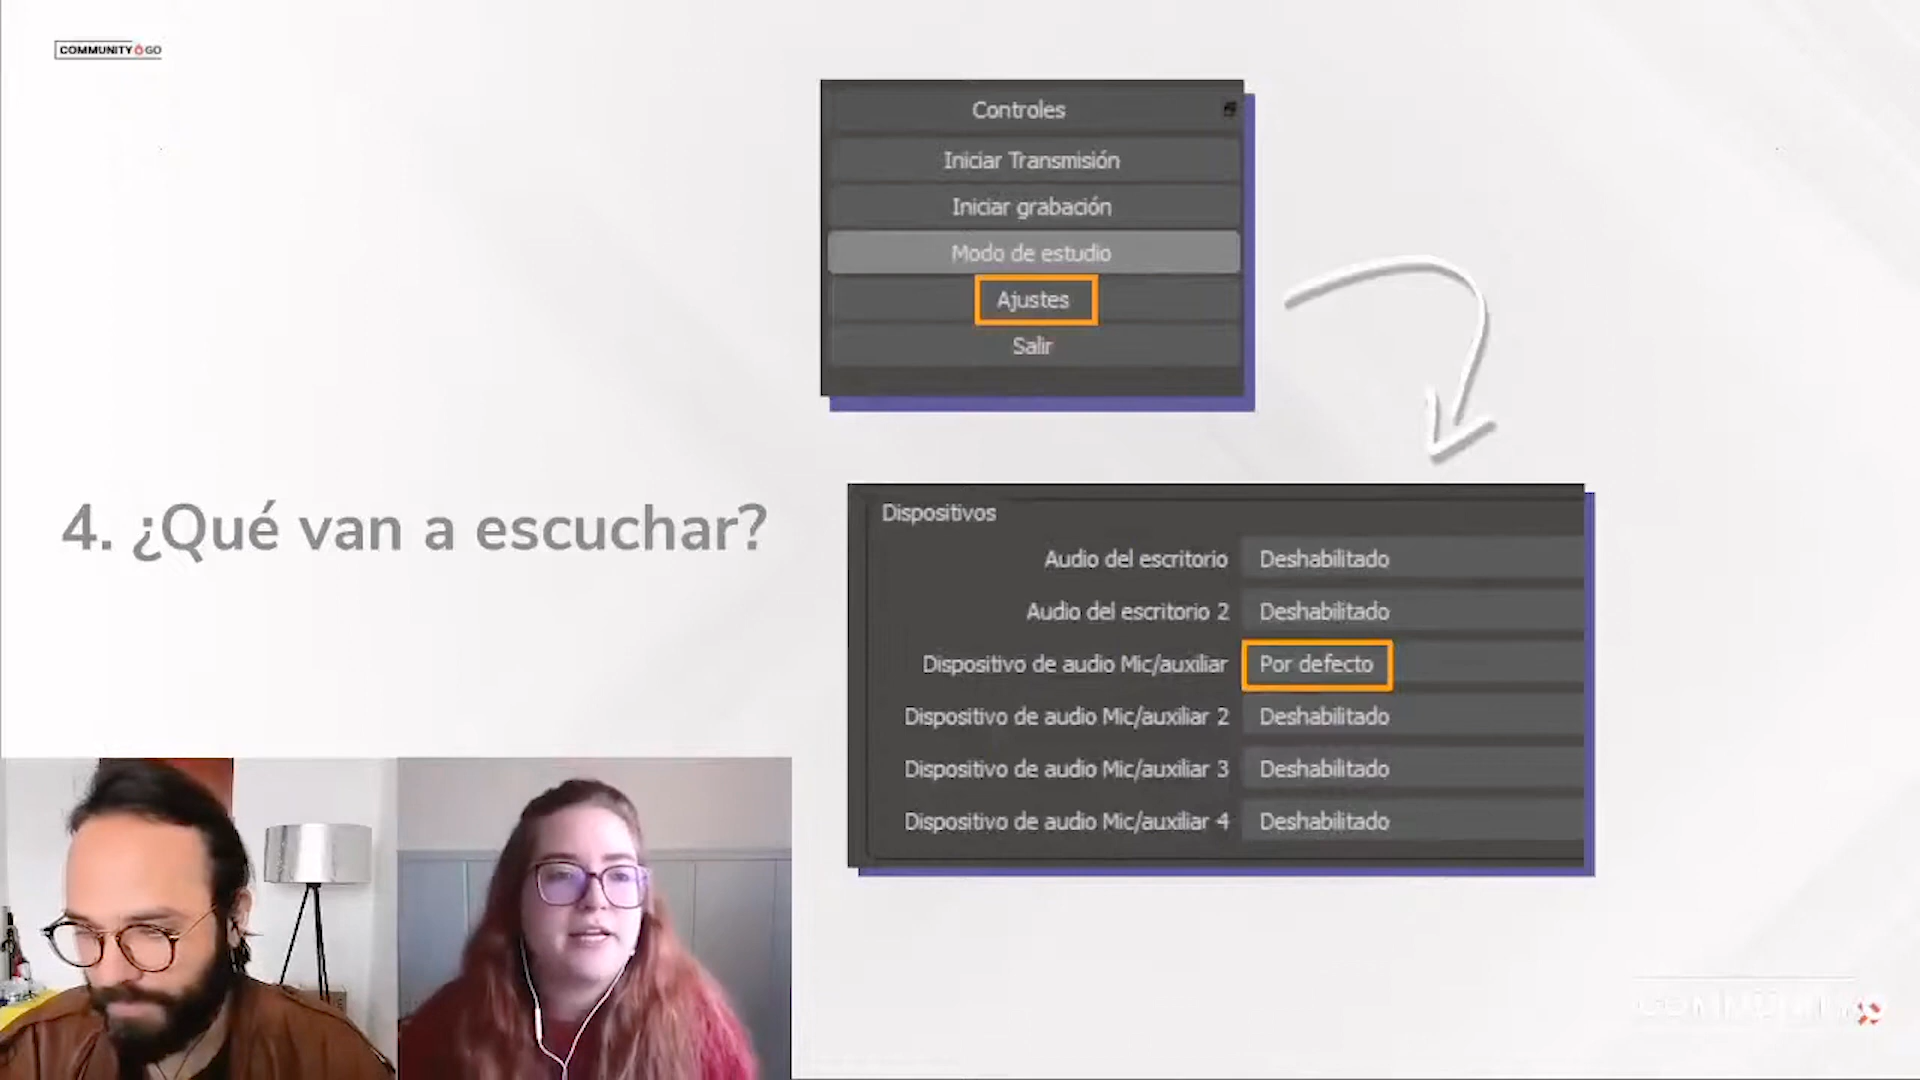 COMMUNITY GO
Controles
Iniciar Transmisión
Iniciar grabación
Modo de estudio
Ajustes
Salir
4. ¿Qué van a escuchar?
Dispositivos
Audio del escritorio Deshabilitado
Audio del escritorio 2 Deshabilitado
Dispositivo de audio Mic/auxiliar Por defecto
Dispositivo de audio Mic/auxiliar 2 Deshabilitado
Dispositivo de audio Mic/auxiliar 3 Deshabilitado
Dispositivo de audio Mic/auxiliar 4 Deshabilitado